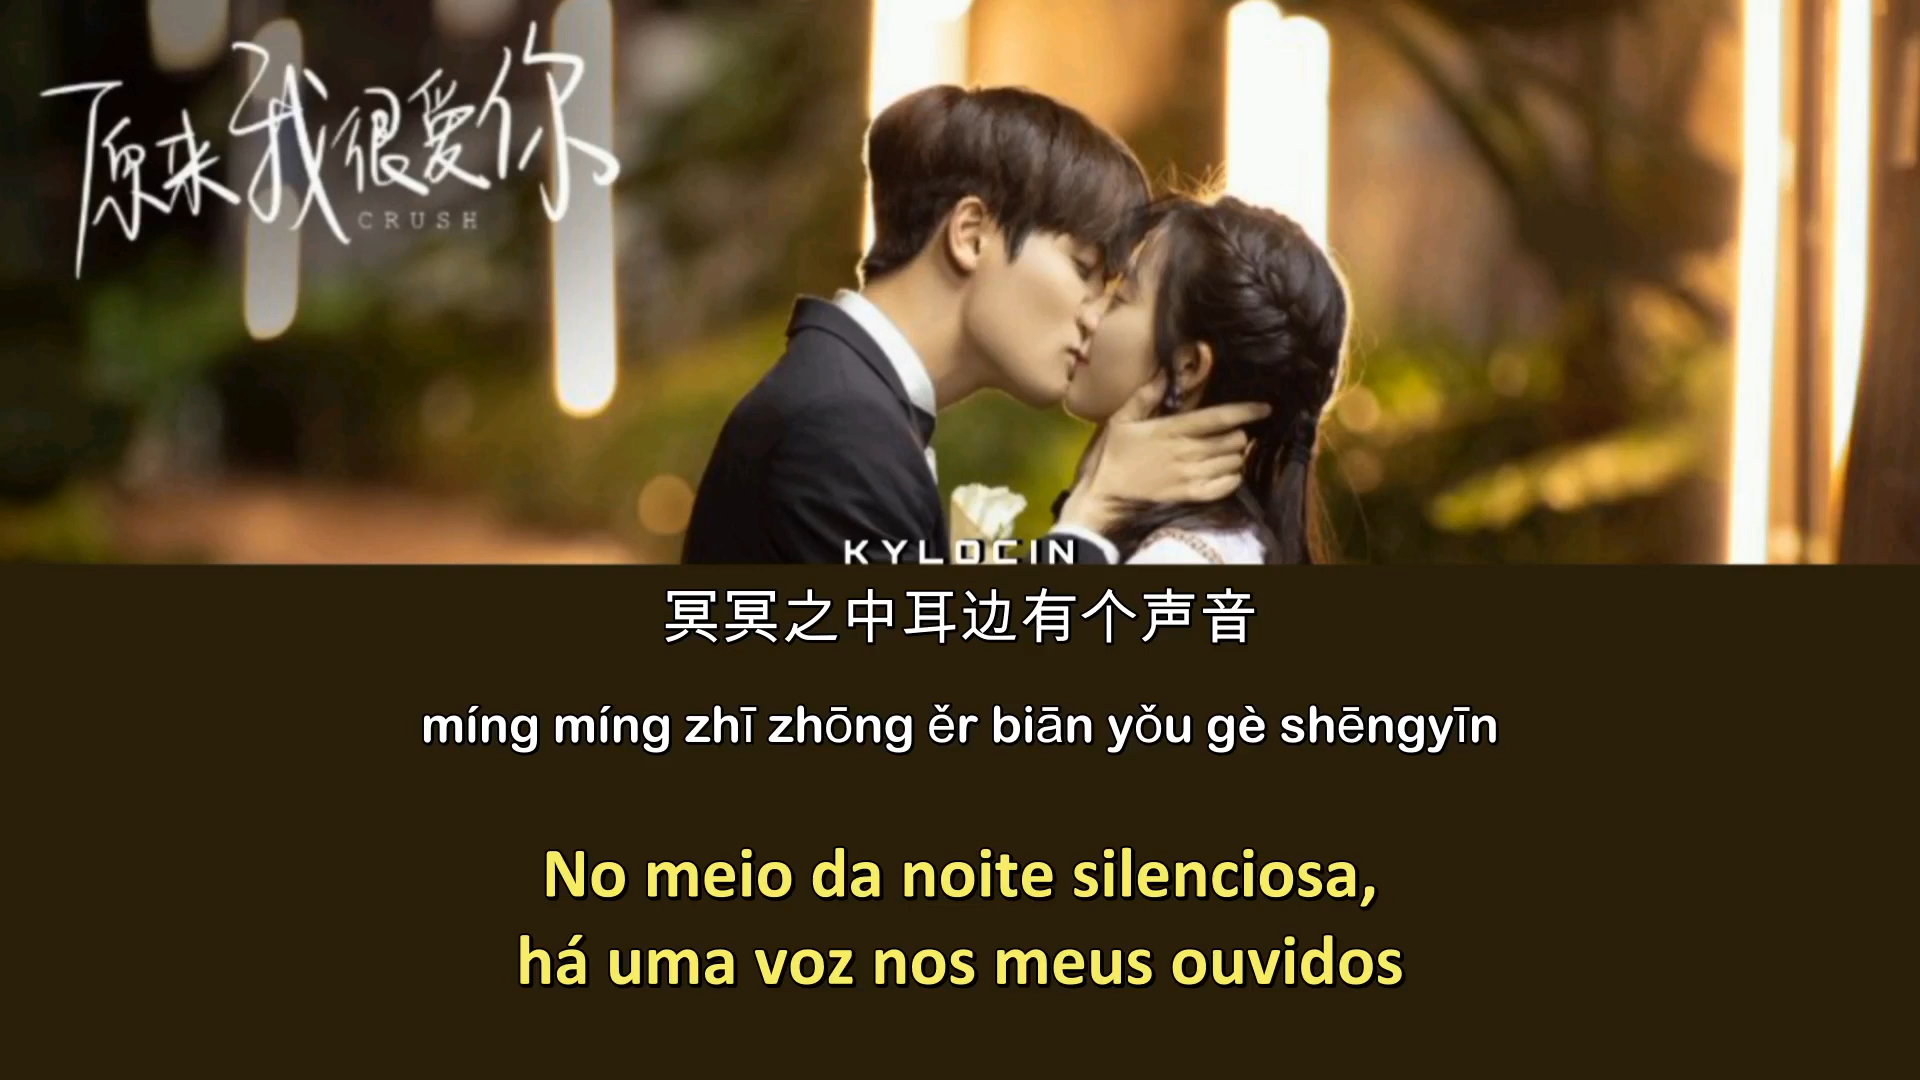 原来我很爱你
CRUSH
KYLOCIN
冥冥之中耳边有个声音
míng míng zhī zhōng ěr biān yǒu gè shēngyīn
No meio da noite silenciosa,
há uma voz nos meus ouvidos